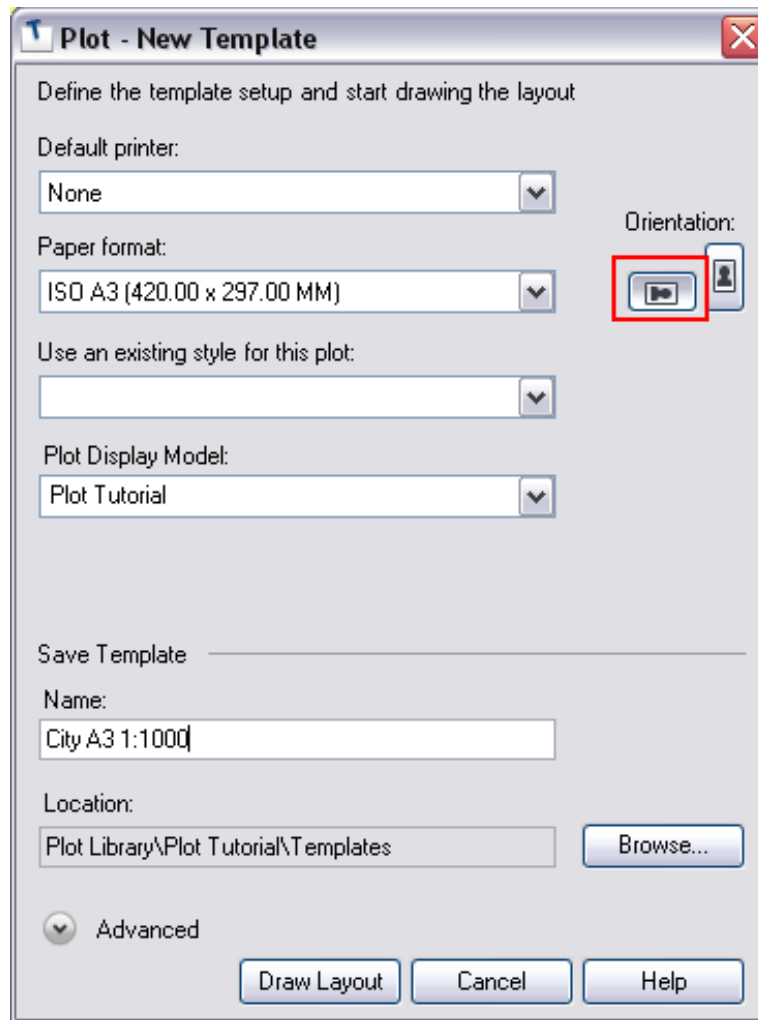 Plot - New Template
Define the template setup and start drawing the layout
Default printer:
None
Orientation:
Paper format:
ISO A3 (420.00 x 297.00 MM)
Use an existing style for this plot:
Plot Display Model:
Plot Tutorial
Save Template
Name:
City A3 1:1000
Location:
Plot Library\Plot Tutorial\Templates
Browse...
Advanced
Draw Layout Cancel Help